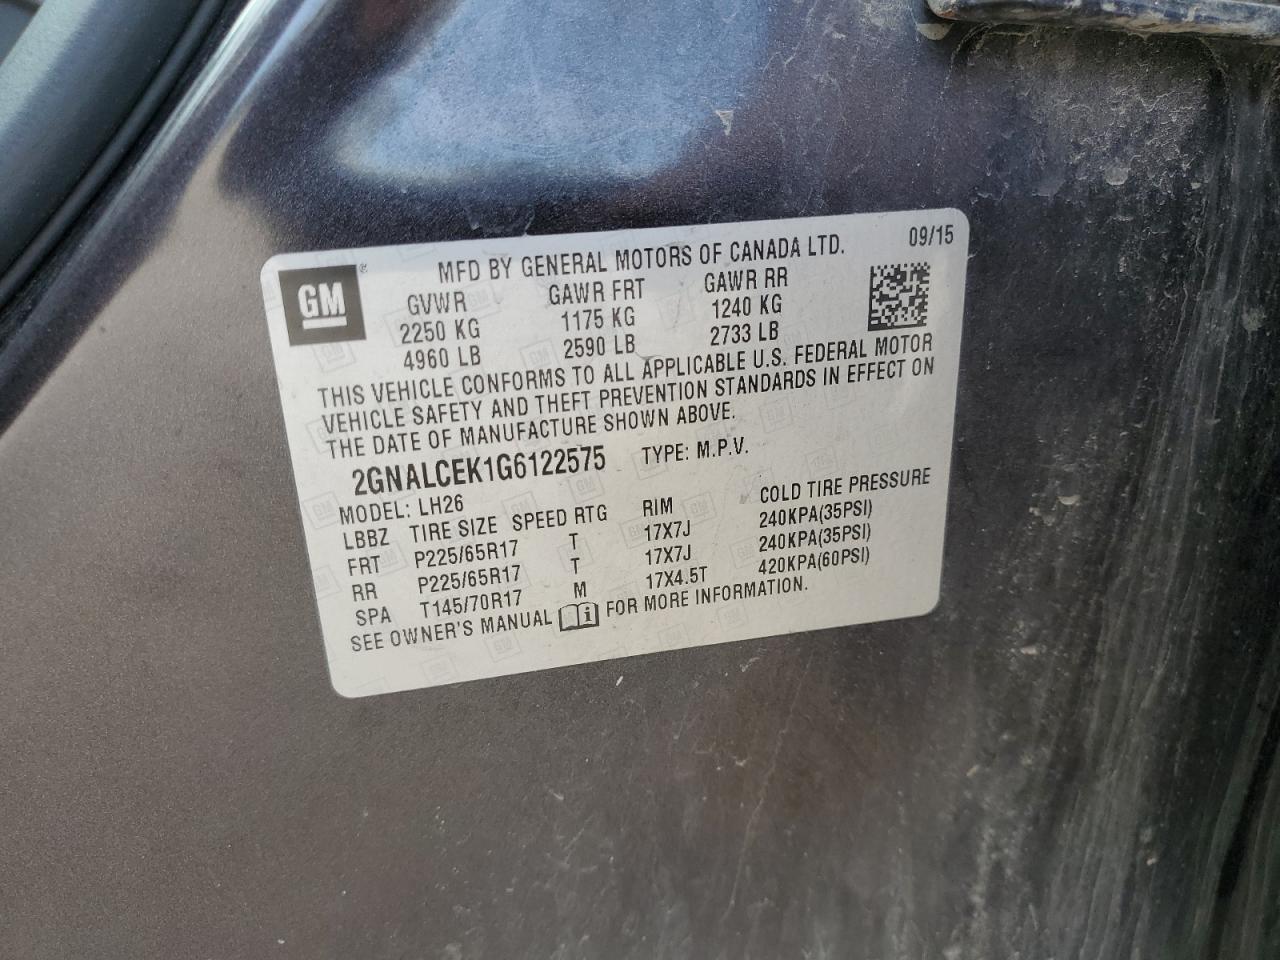 GM ®
MFD BY GENERAL MOTORS OF CANADA LTD. 09/15
GVWR GAWR FRT GAWR RR
2250 KG 1175 KG 1240 KG
4960 LB 2590 LB 2733 LB
THIS VEHICLE CONFORMS TO ALL APPLICABLE U.S. FEDERAL MOTOR
VEHICLE SAFETY AND THEFT PREVENTION STANDARDS IN EFFECT ON
THE DATE OF MANUFACTURE SHOWN ABOVE.
2GNALCEK1G6122575 TYPE: M.P.V.
MODEL: LH26
LBBZ TIRE SIZE SPEED RTG RIM COLD TIRE PRESSURE
FRT P225/65R17 T 17X7J 240KPA(35PSI)
RR P225/65R17 T 17X7J 240KPA(35PSI)
SPA T145/70R17 M 17X4.5T 420KPA(60PSI)
SEE OWNER'S MANUAL i FOR MORE INFORMATION.